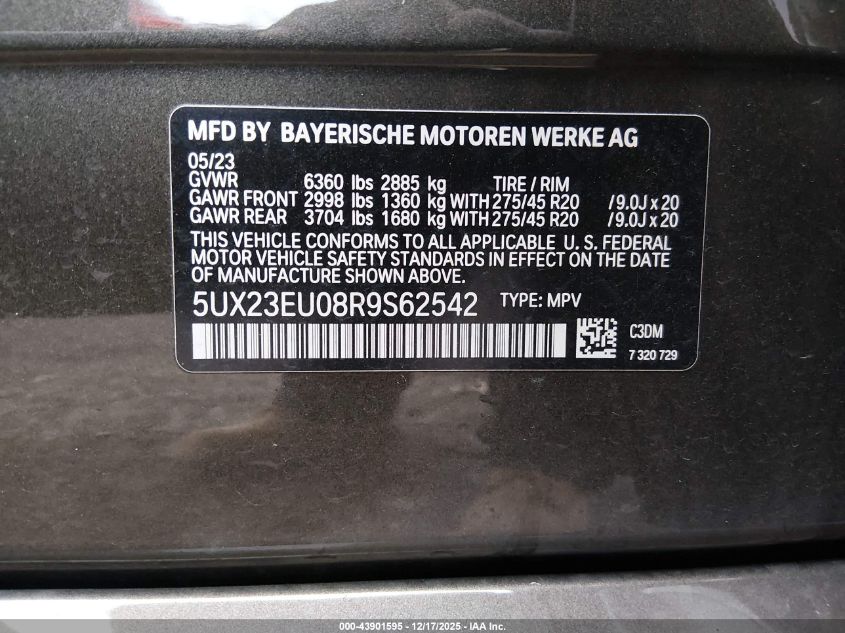 MFD BY BAYERISCHE MOTOREN WERKE AG
05/23
GVWR 6360 lbs 2885 kg TIRE / RIM
GAWR FRONT 2998 lbs 1360 kg WITH 275/45 R20 /9.0J x 20
GAWR REAR 3704 lbs 1680 kg WITH 275/45 R20 /9.0J x 20
THIS VEHICLE CONFORMS TO ALL APPLICABLE U. S. FEDERAL
MOTOR VEHICLE SAFETY STANDARDS IN EFFECT ON THE DATE
OF MANUFACTURE SHOWN ABOVE.
5UX23EU08R9S62542 TYPE: MPV
C3DM
7 320 729
000-43901595 - 12/17/2025 - IAA Inc.